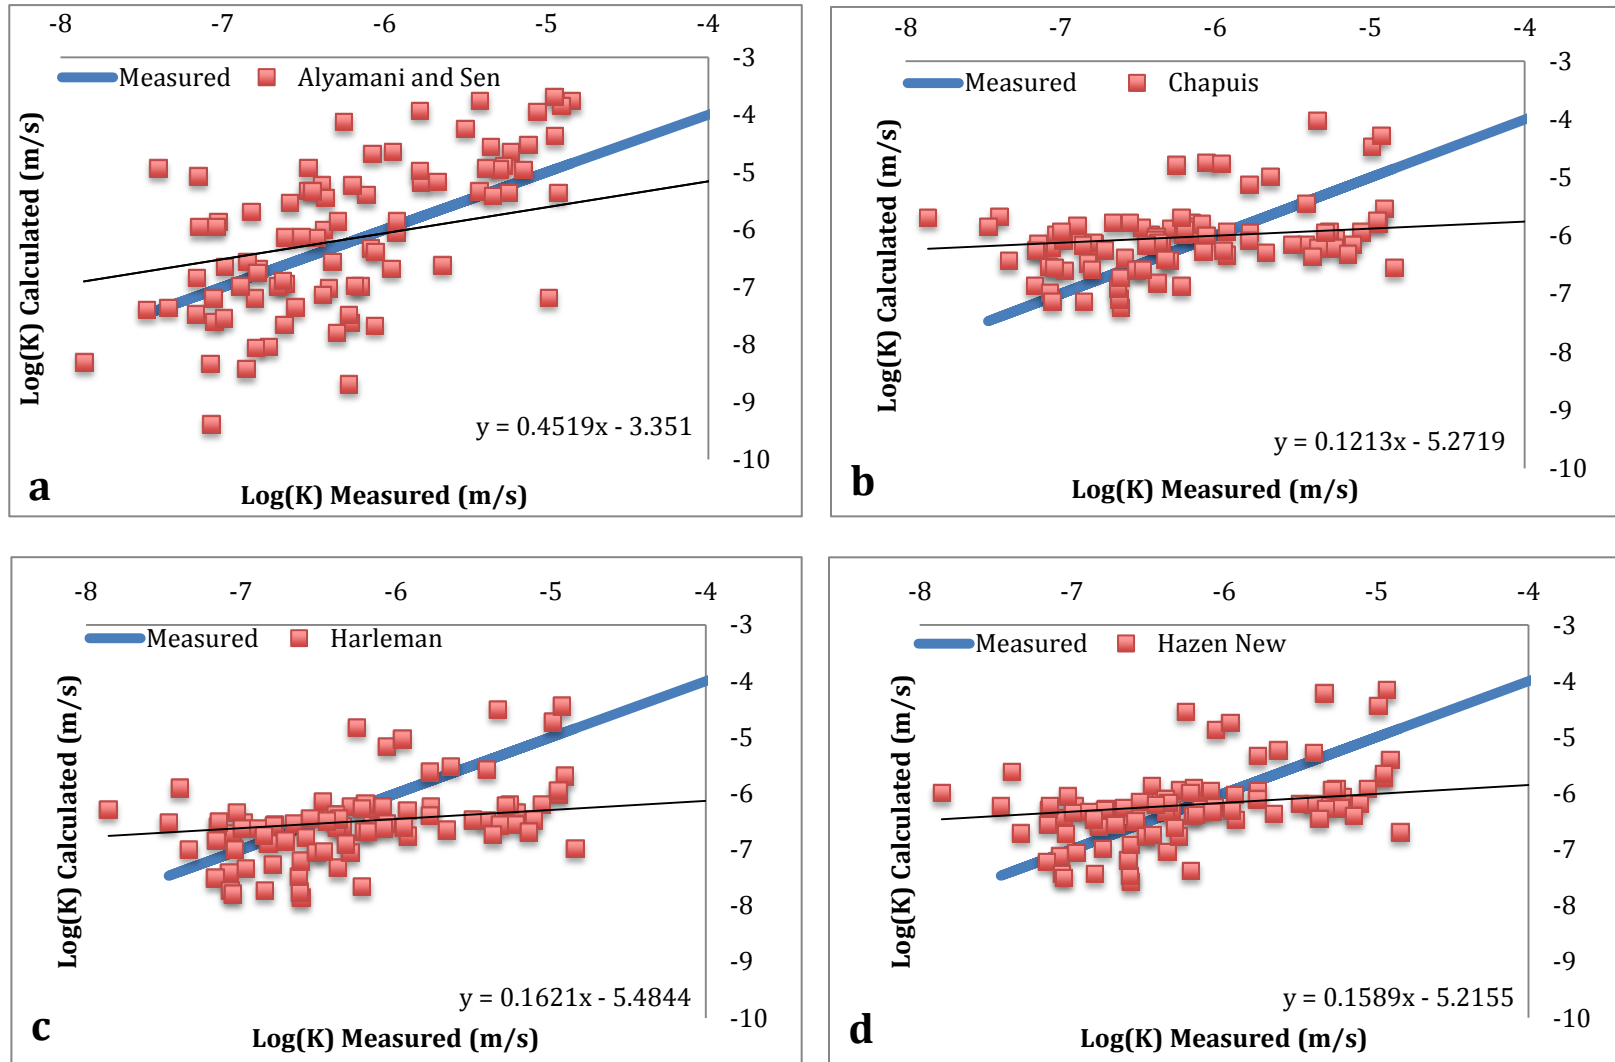 -8 -7 -6 -5 -4
-3
Measured Alyamani and Sen
-4
-5
-6
-7
-8
-9
-10
Log(K) Calculated (m/s)
y = 0.4519x - 3.351
a
Log(K) Measured (m/s)
-8 -7 -6 -5 -4
-3
Measured Chapuis
-4
-5
-6
-7
-8
-9
-10
Log(K) Calculated (m/s)
y = 0.1213x - 5.2719
b
Log(K) Measured (m/s)
-8 -7 -6 -5 -4
-3
Measured Harleman
-4
-5
-6
-7
-8
-9
-10
Log(K) Calculated (m/s)
y = 0.1621x - 5.4844
c
Log(K) Measured (m/s)
-8 -7 -6 -5 -4
-3
Measured Hazen New
-4
-5
-6
-7
-8
-9
-10
Log(K) Calculated (m/s)
y = 0.1589x - 5.2155
d
Log(K) Measured (m/s)